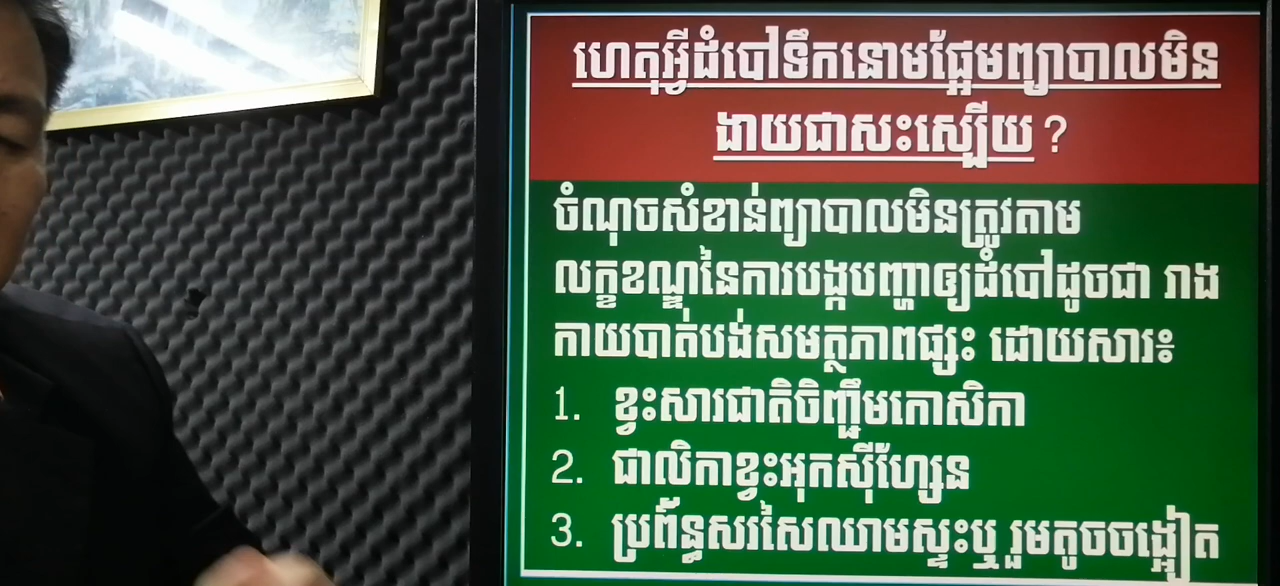 ហេតុអ្វីដំបៅទឹកនោមផ្អែមព្យាបាលមិន
ងាយជាសះស្បើយ ?
ចំណុចសំខាន់ព្យាបាលមិនត្រូវតាម
លក្ខខណ្ឌនៃការបង្កបញ្ហាឲ្យដំបៅដូចជា រាង
កាយបាត់បង់សមត្ថភាពផ្សះ ដោយសារ៖
1. ខ្វះសារជាតិចិញ្ចឹមកោសិកា
2. ជាលិកាខ្វះអុកស៊ីហ្សែន
3. ប្រព័ន្ធសរសៃឈាមស្ទះឬ រួមតូចចង្អៀត